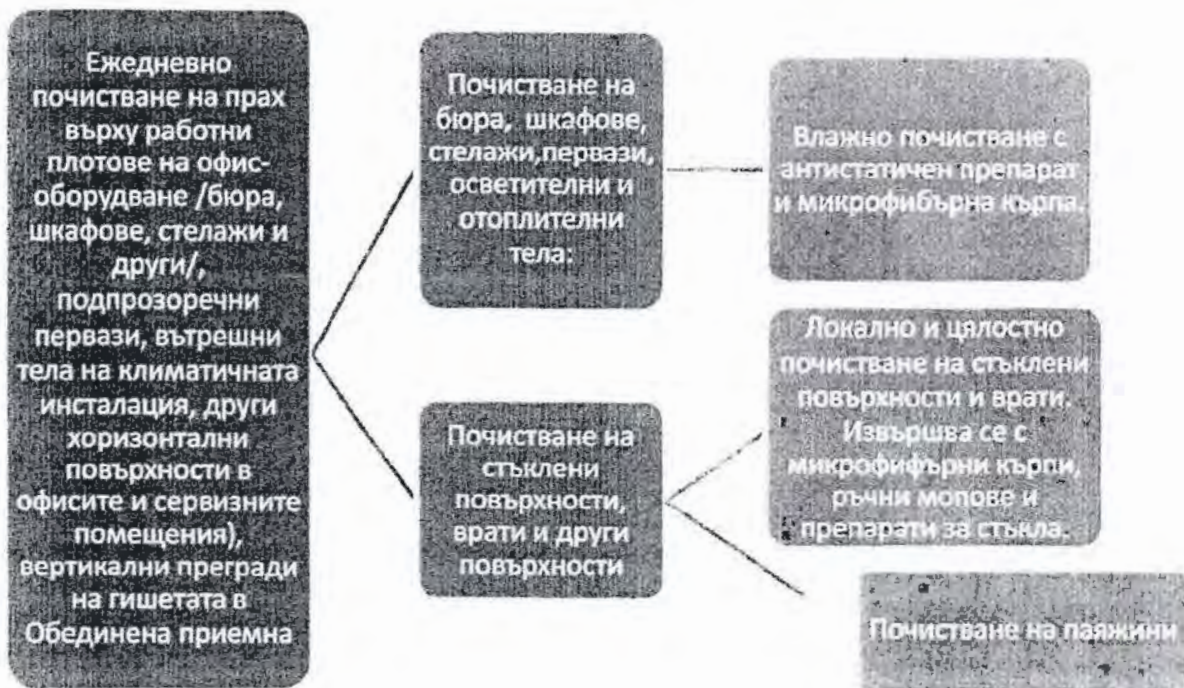 Ежедневно
почистване на прах
върху работни
плотове на офис-
оборудване /бюра,
шкафове, стелажи и
други/,
подпрозоречни
первази, вътрешни
тела на климатичната
инсталация, други
хоризонтални
повърхности в
офисите и сервизните
помещения),
вертикални прегради
на гишетата в
Обединена приемна
Почистване на
бюра, шкафове,
стелажи,первази,
осветителни и
отоплителни
тела:
Влажно почистване с
антистатичен препарат
и микрофибърна кърпа.
Почистване на
стъклени
повърхности,
врати и други
повърхности
Локално и цялостно
почистване на стъклени
повърхности и врати.
Извършва се с
микрофифърни кърпи,
ръчни мопове и
препарати за стъкла.
Почистване на паяжини